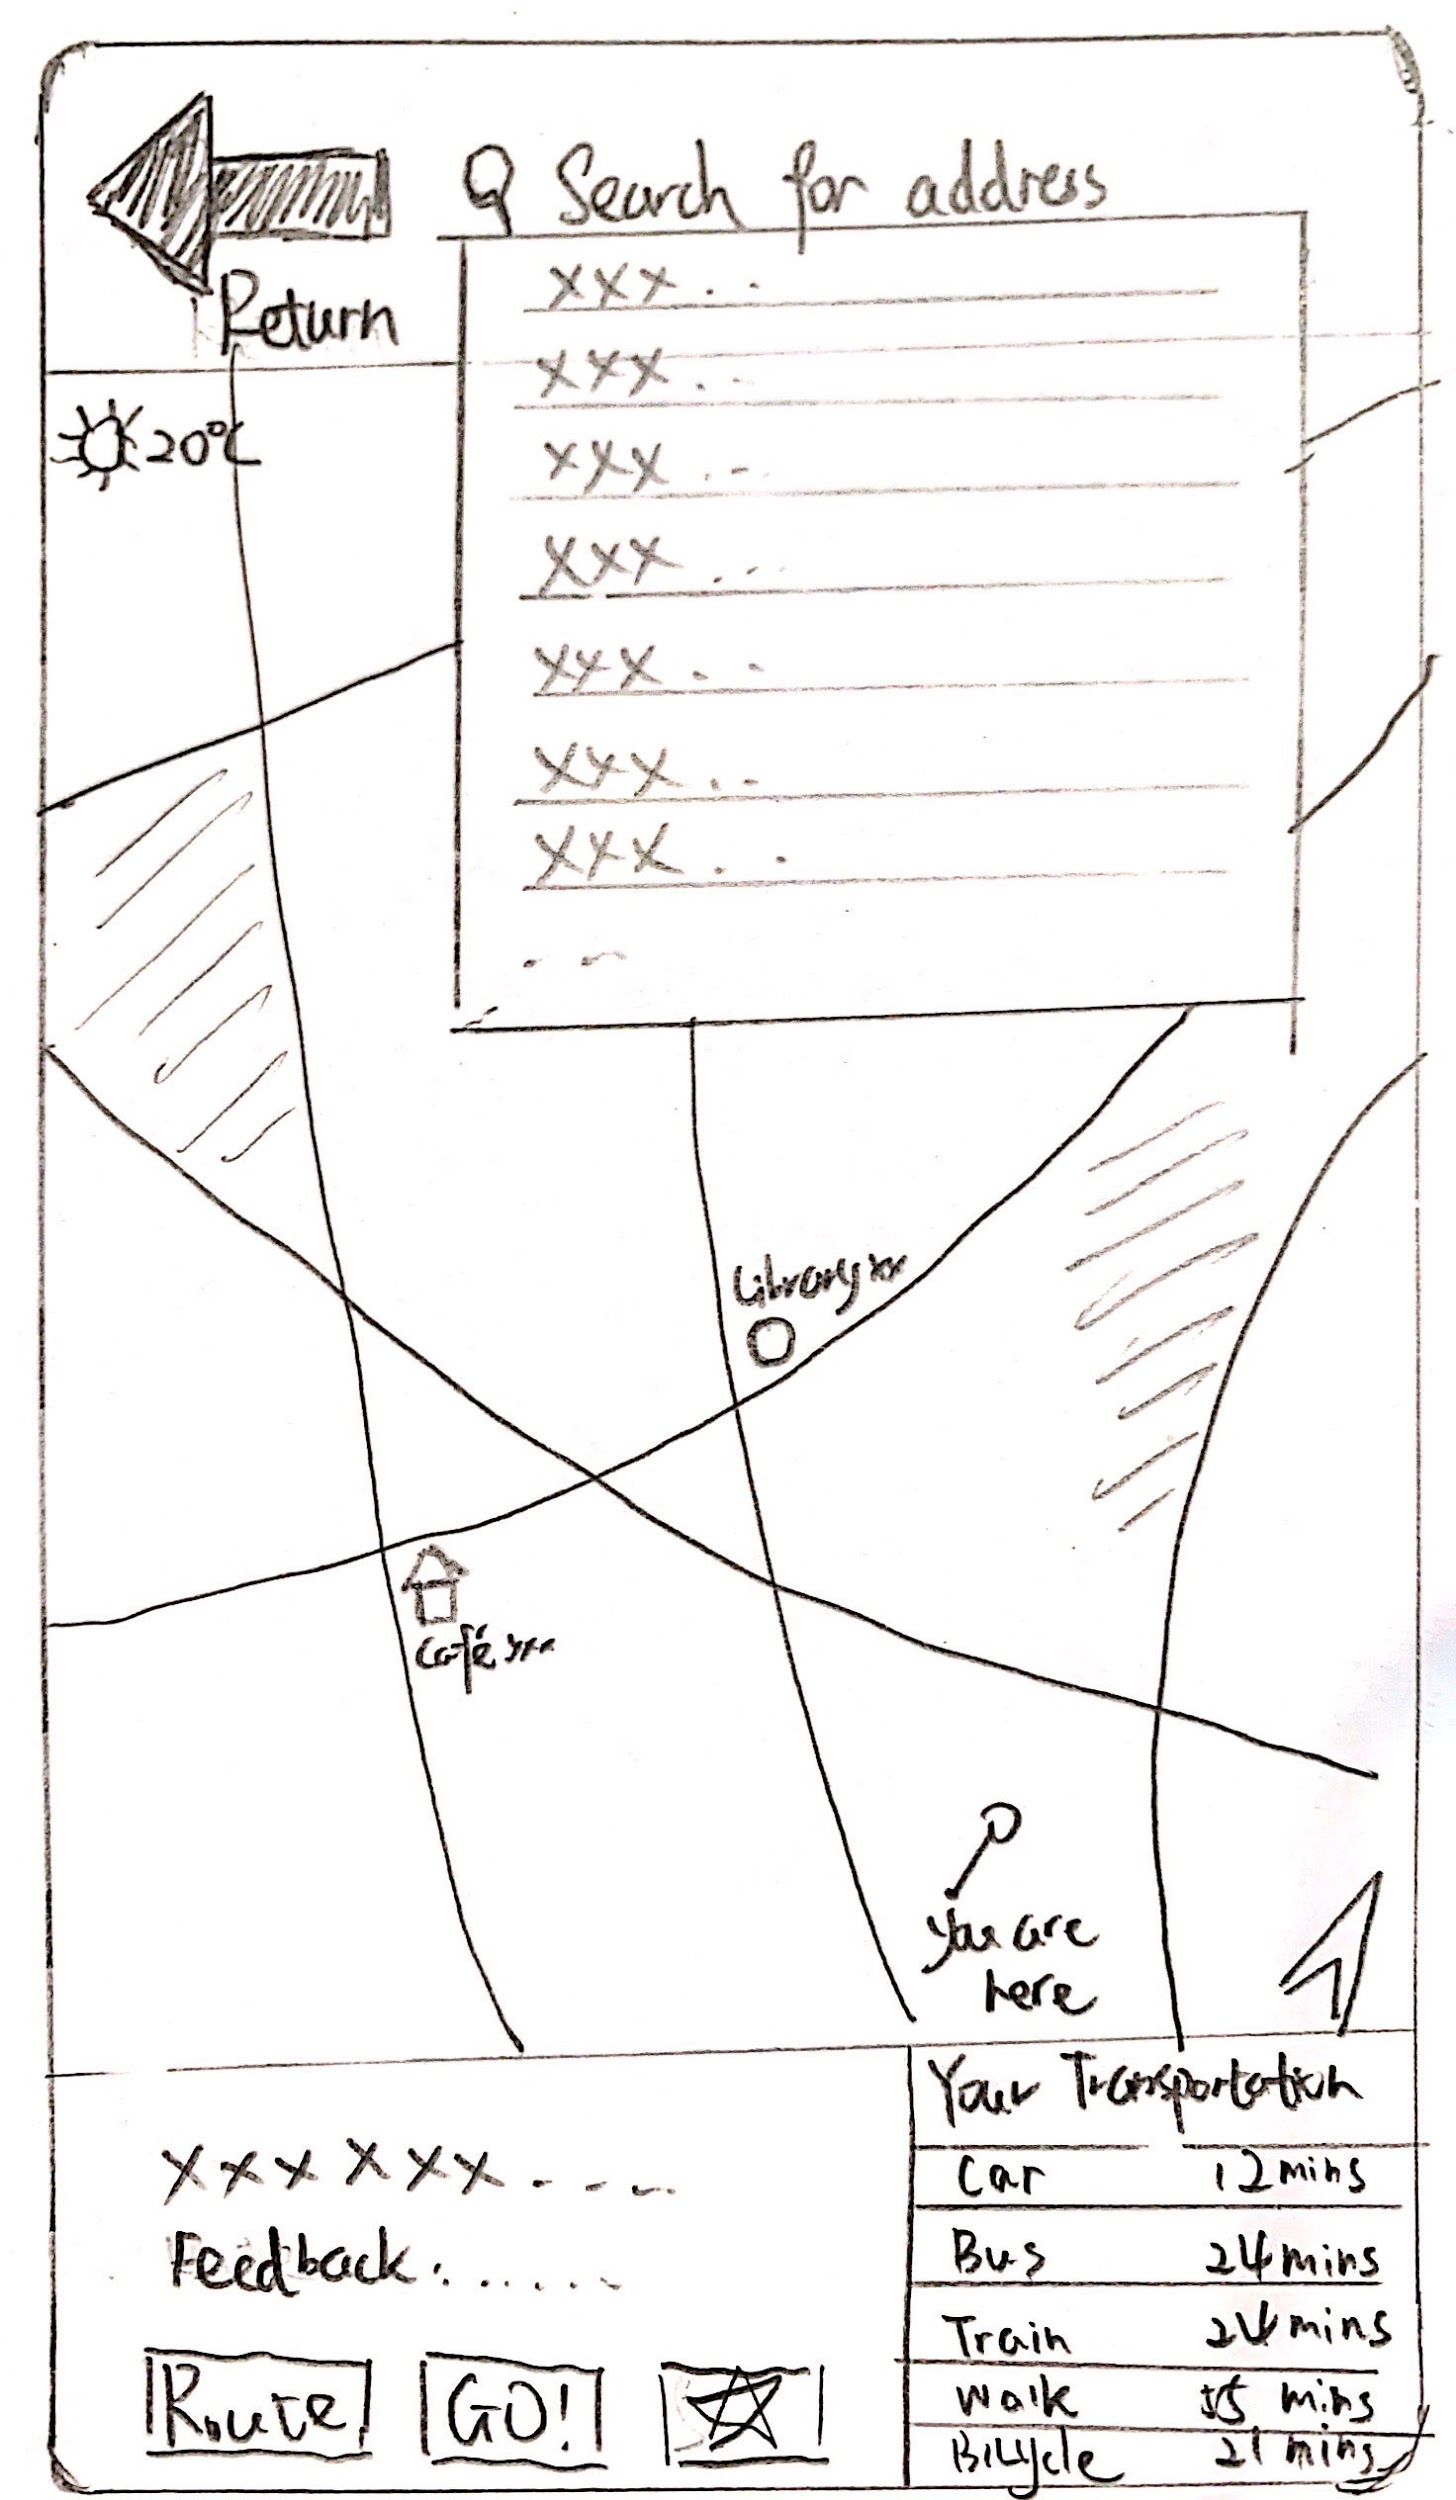 Search for address
Return
xxx...
xxx...
20°C
xxx...
xxx...
xxx...
xxx...
xxx...
Library xx
Café xxx
You are
here
Your Transportation
xxxxxx....
Car 12 mins
Feedback:......
Bus 24 mins
Train 24 mins
Route GO!
Walk mins
Bicycle 21 mins